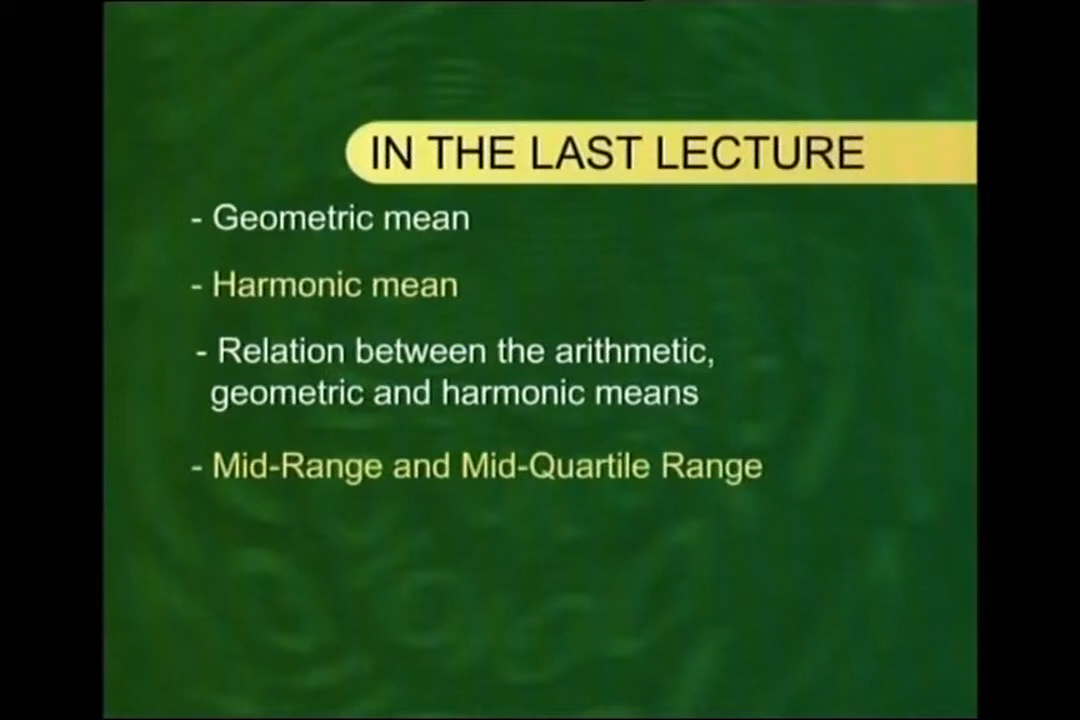 IN THE LAST LECTURE
- Geometric mean
- Harmonic mean
- Relation between the arithmetic,
geometric and harmonic means
- Mid-Range and Mid-Quartile Range